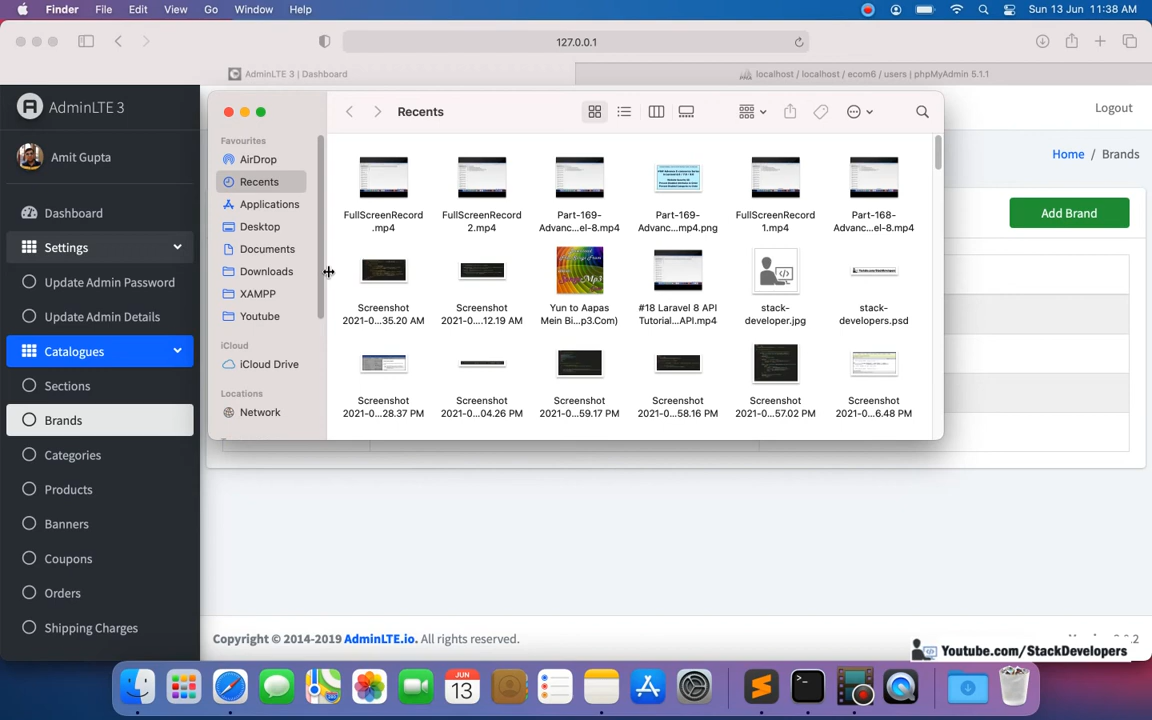 Finder File Edit View Go Window Help Sun 13 Jun 11:38 AM
127.0.0.1
AdminLTE 3 | Dashboard localhost / localhost / ecom6 / users | phpMyAdmin 5.1.1
AdminLTE 3
Logout
Amit Gupta
Home / Brands
Dashboard
Add Brand
Settings
Update Admin Password
Update Admin Details
Catalogues
Sections
Brands
Categories
Products
Banners
Coupons
Orders
Shipping Charges
Recents
Favourites
AirDrop
Recents
Applications
Desktop
Documents
Downloads
XAMPP
Youtube
iCloud
iCloud Drive
Locations
Network
FullScreenRecord FullScreenRecord Part-169- Part-169- FullScreenRecord Part-168-
.mp4 2.mp4 Advanc...el-8.mp4 Advanc...mp4.png 1.mp4 Advanc...el-8.mp4
Screenshot Screenshot Yun to Aapas #18 Laravel 8 API stack- stack-
2021-0...35.20 AM 2021-0....12.19 AM Mein Bi...p3.Com) Tutorial...API.mp4 developer.jpg developers.psd
Screenshot Screenshot Screenshot Screenshot Screenshot Screenshot
2021-0...28.37 PM 2021-0...04.26 PM 2021-0...59.17 PM 2021-0...58.16 PM 2021-0...57.02 PM 2021-0...6.48 PM
Copyright © 2014-2019 AdminLTE.io. All rights reserved.
Youtube.com/StackDevelopers
JUN
13